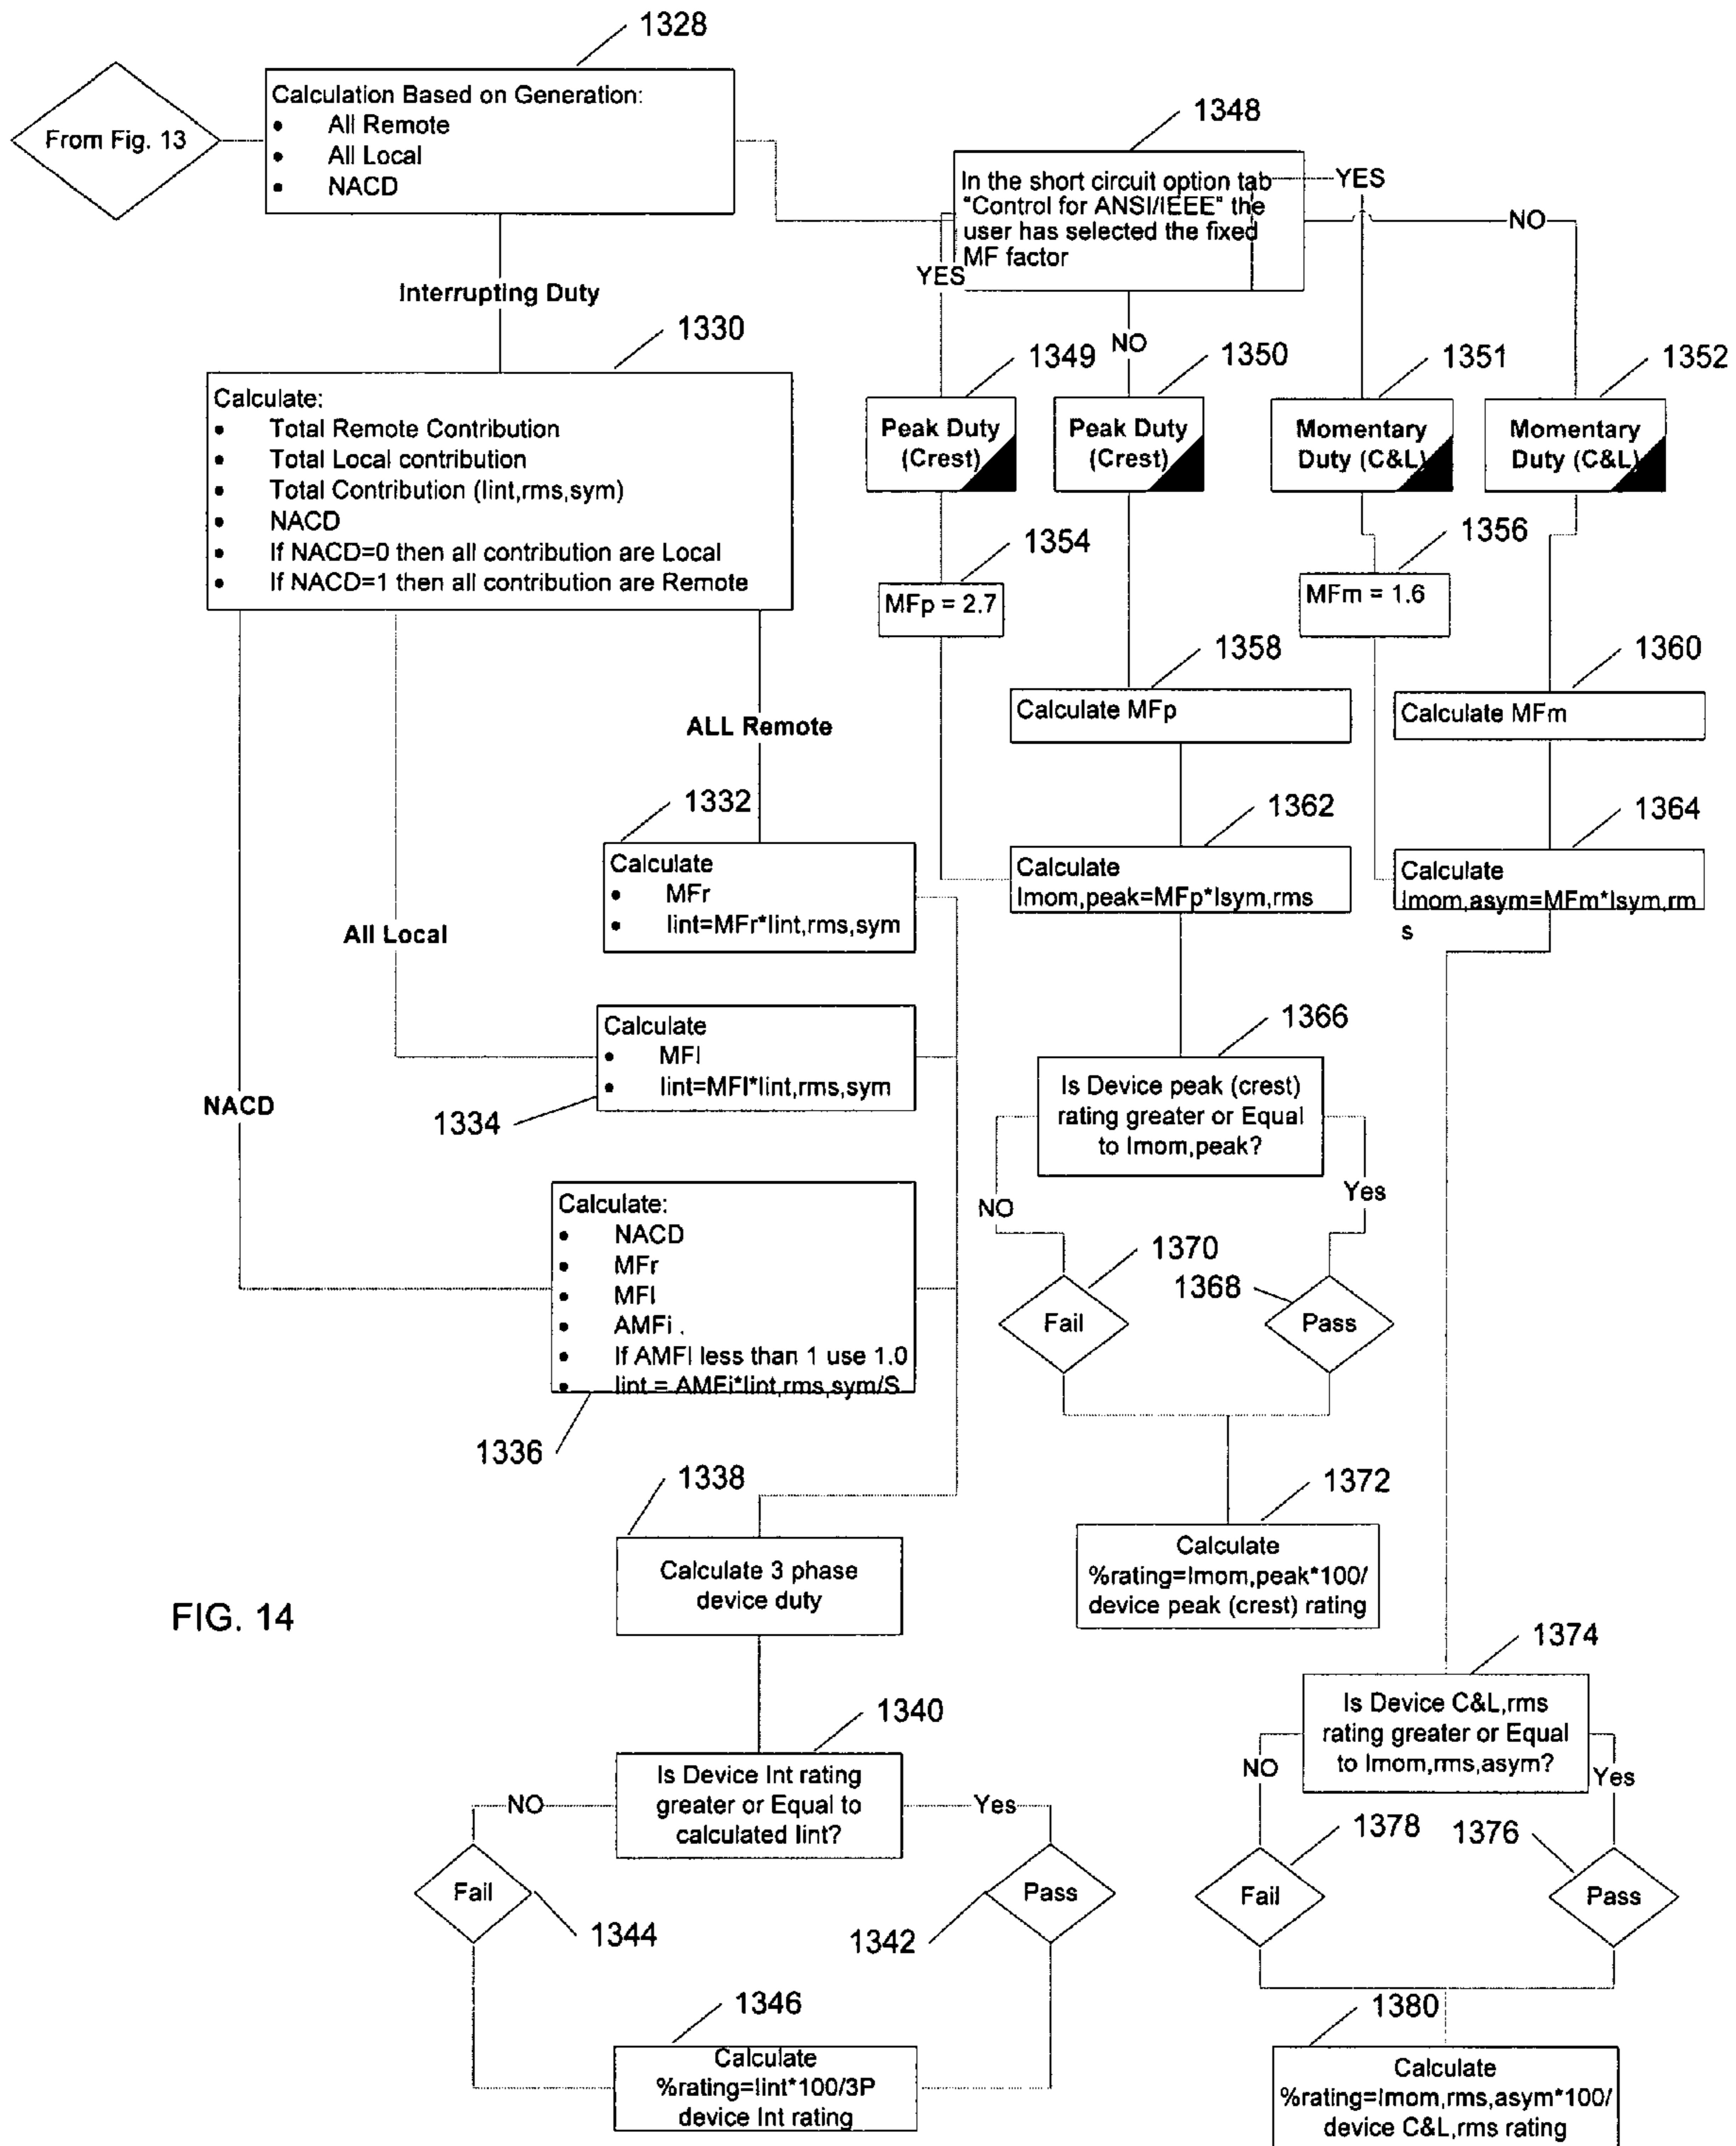 1328
From Fig. 13
Calculation Based on Generation:
• All Remote
• All Local
• NACD
1348
In the short circuit option tab
"Control for ANSI/IEEE" the
user has selected the fixed
MF factor
YES
NO
YES
NO
Interrupting Duty
1330
Calculate:
• Total Remote Contribution
• Total Local contribution
• Total Contribution (Iint,rms,sym)
• NACD
• If NACD=0 then all contribution are Local
• If NACD=1 then all contribution are Remote
1349
Peak Duty
(Crest)
1350
Peak Duty
(Crest)
1351
Momentary
Duty (C&L)
1352
Momentary
Duty (C&L)
1354
MFp = 2.7
1356
MFm = 1.6
1358
Calculate MFp
1360
Calculate MFm
ALL Remote
1332
Calculate
• MFr
• Iint=MFr*Iint,rms,sym
1362
Calculate
Imom,peak=MFp*Isym,rms
1364
Calculate
Imom,asym=MFm*Isym,rm
s
All Local
Calculate
• MFl
• Iint=MFl*Iint,rms,sym
1334
1366
Is Device peak (crest)
rating greater or Equal
to Imom,peak?
NO
Yes
NACD
Calculate:
• NACD
• MFr
• MFl
• AMFi .
• If AMFI less than 1 use 1.0
• Iint = AMFi*Iint,rms,sym/S
1336
1370
Fail
1368
Pass
1372
Calculate
%rating=Imom,peak*100/
device peak (crest) rating
1338
Calculate 3 phase
device duty
FIG. 14
1340
Is Device Int rating
greater or Equal to
calculated Iint?
NO
Yes
Fail
1344
Pass
1342
1346
Calculate
%rating=Iint*100/3P
device Int rating
1374
Is Device C&L,rms
rating greater or Equal
to Imom,rms,asym?
NO
Yes
1378
Fail
1376
Pass
1380
Calculate
%rating=Imom,rms,asym*100/
device C&L,rms rating